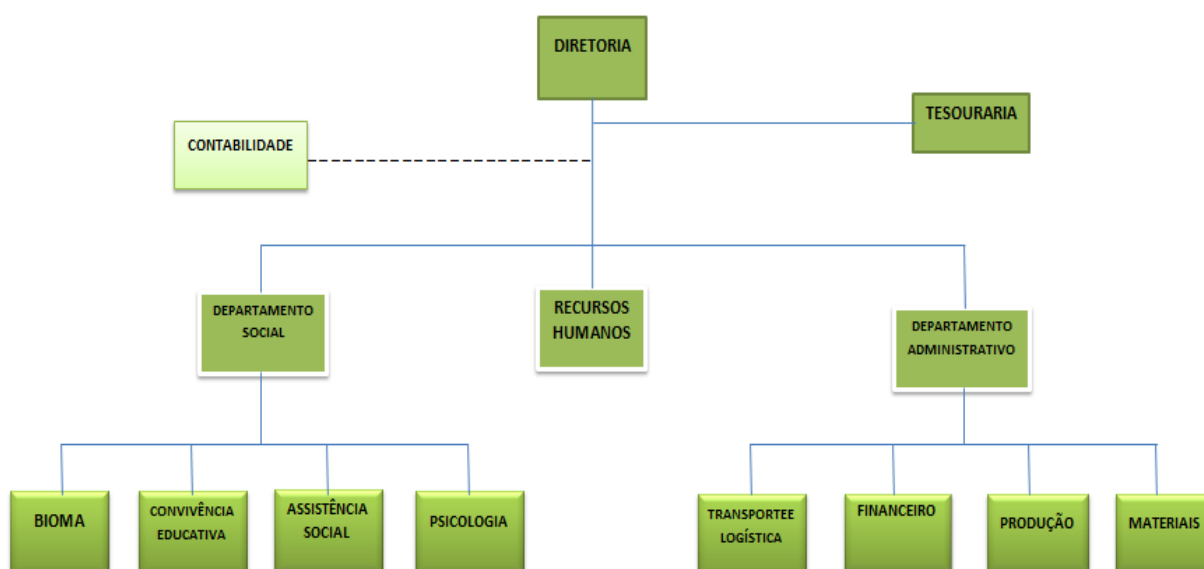 DIRETORIA
TESOURARIA
CONTABILIDADE
DEPARTAMENTO
SOCIAL
RECURSOS
HUMANOS
DEPARTAMENTO
ADMINISTRATIVO
BIOMA
CONVIVÊNCIA
EDUCATIVA
ASSISTÊNCIA
SOCIAL
PSICOLOGIA
TRANSPORTEE
LOGÍSTICA
FINANCEIRO
PRODUÇÃO
MATERIAIS